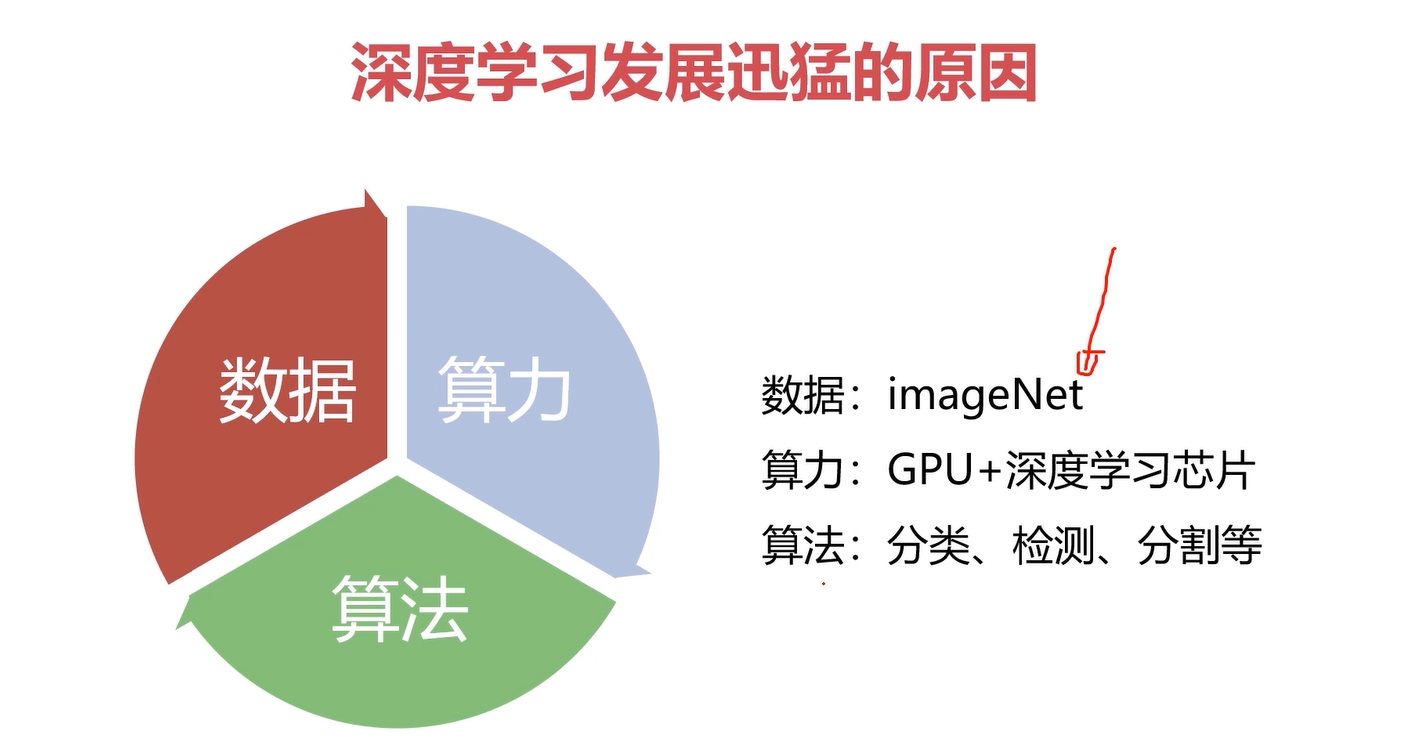 深度学习发展迅猛的原因
数据
算力
算法
数据：imageNet
算力：GPU+深度学习芯片
算法：分类、检测、分割等